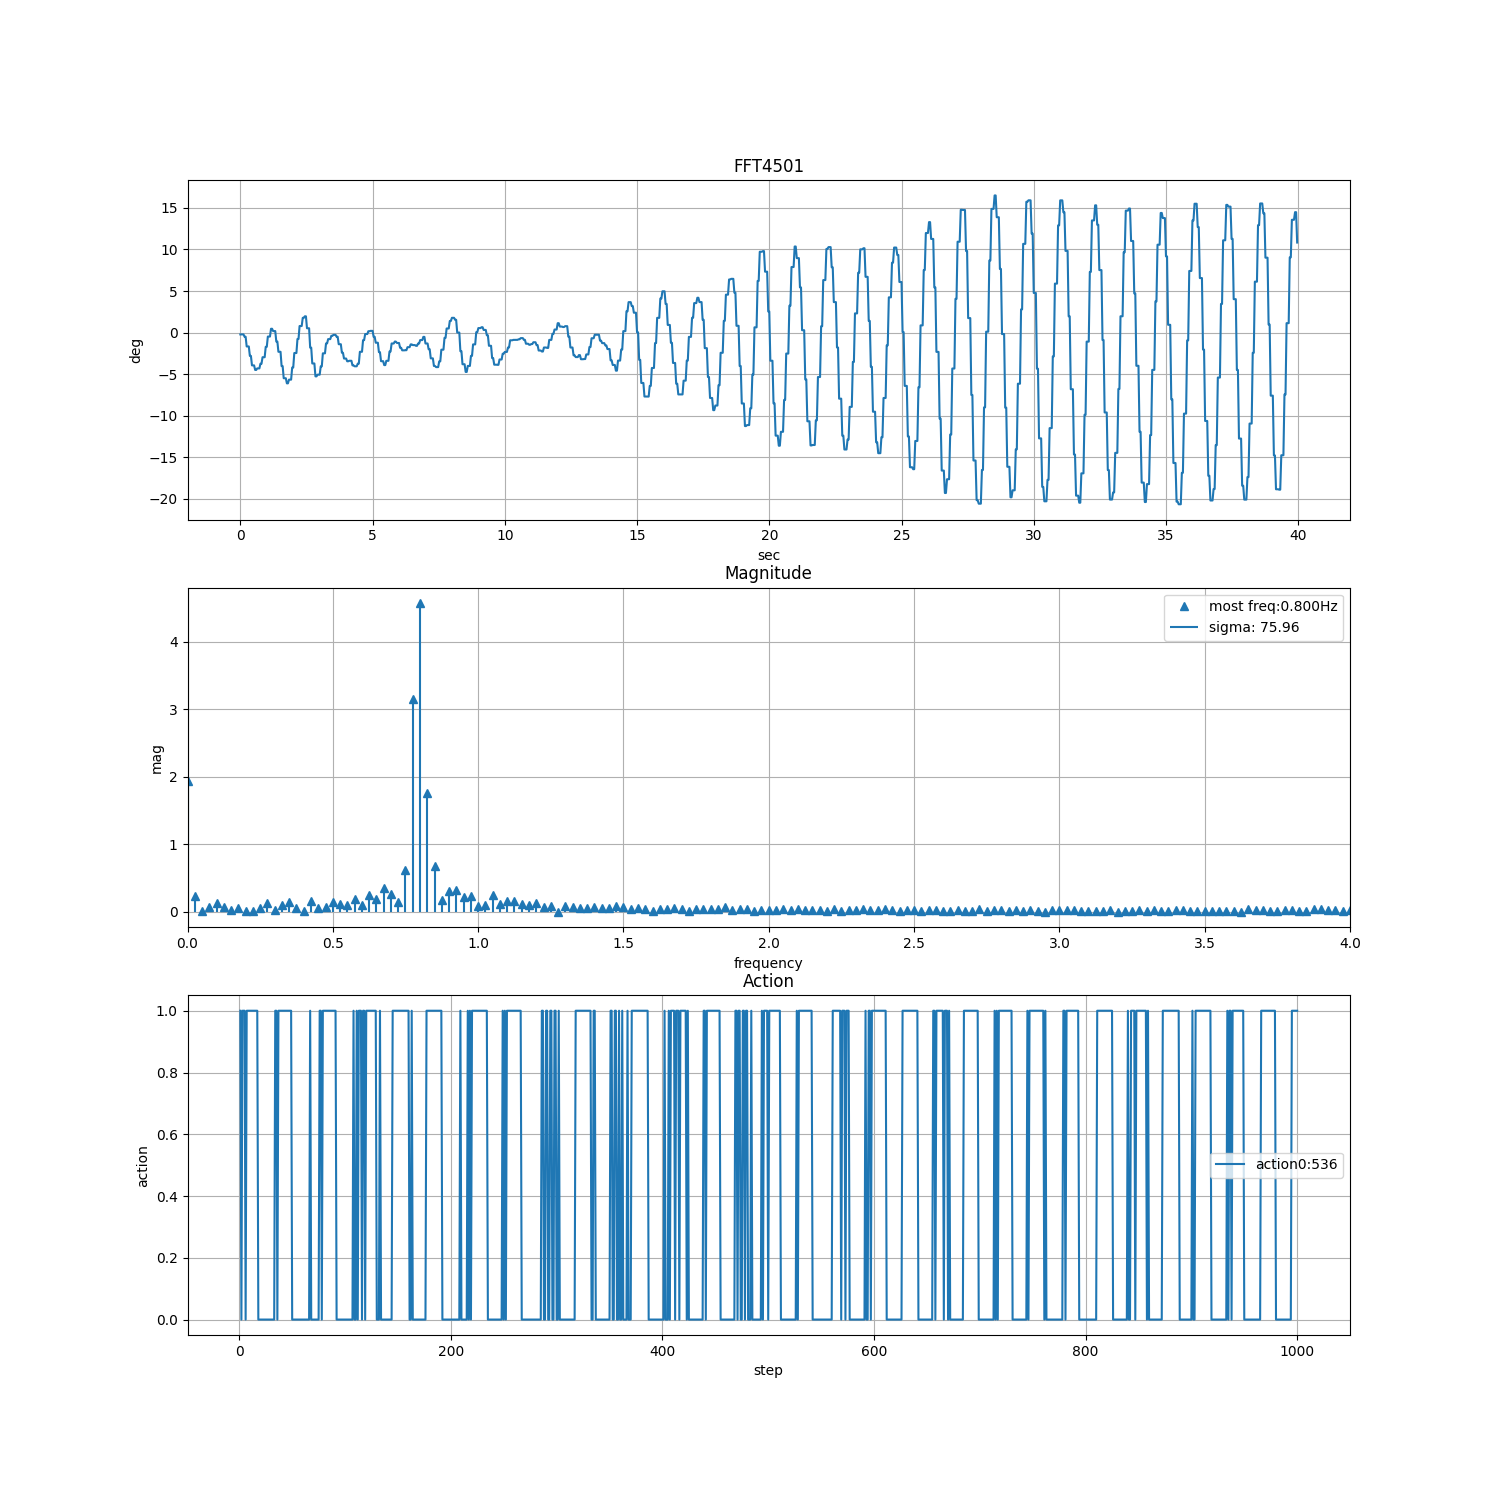 FFT4501
15
10
5
0
−5
−10
−15
−20
deg
0 5 10 15 20 25 30 35 40
sec
Magnitude
most freq:0.800Hz
sigma: 75.96
4
3
2
1
0
mag
0.0 0.5 1.0 1.5 2.0 2.5 3.0 3.5 4.0
frequency
Action
1.0
0.8
0.6
0.4
0.2
0.0
action
action0:536
0 200 400 600 800 1000
step